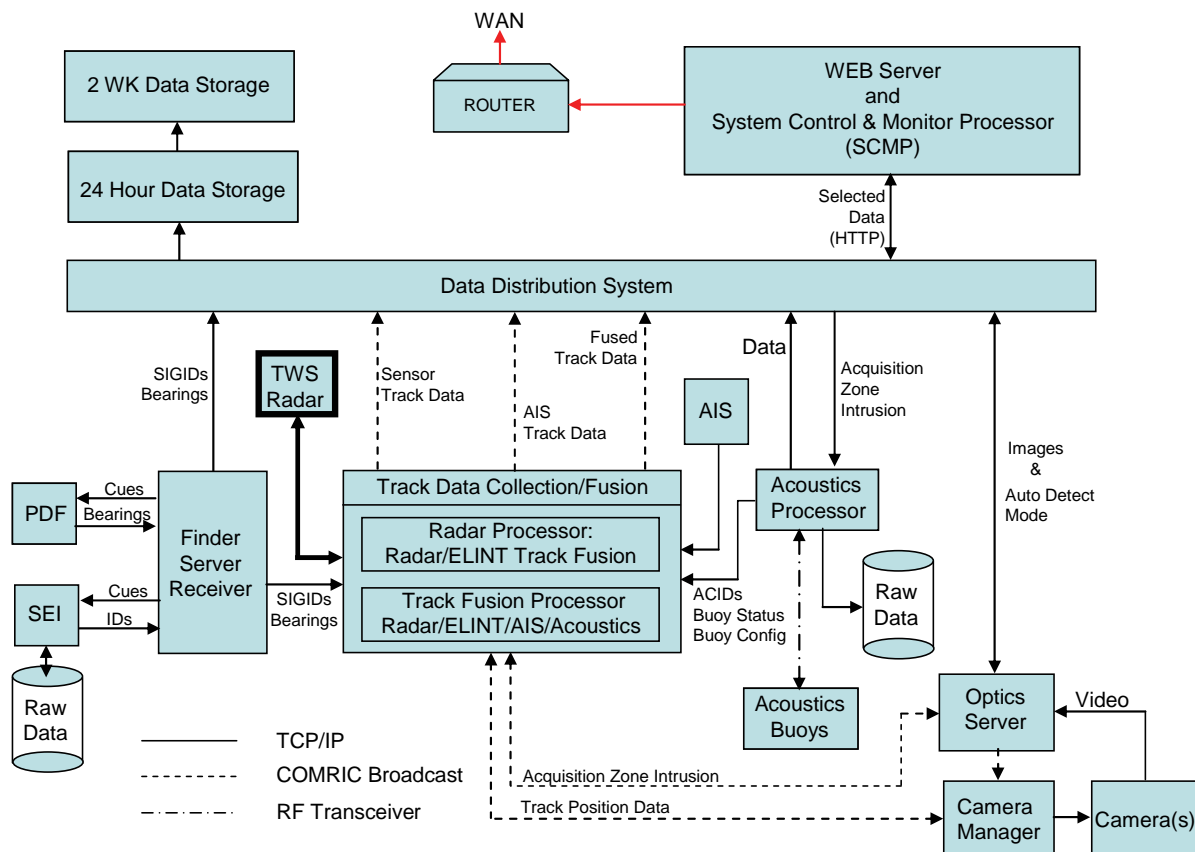 WAN
2 WK Data Storage
ROUTER
WEB Server
and
System Control & Monitor Processor
(SCMP)
24 Hour Data Storage
Selected
Data
(HTTP)
Data Distribution System
SIGIDs
Bearings
TWS
Radar
Sensor
Track Data
AIS
Track Data
Fused
Track Data
AIS
Data
Acquisition
Zone
Intrusion
Images
&
Auto Detect
Mode
PDF
Cues
Bearings
Finder
Server
Receiver
SEI
Cues
IDs
Raw
Data
SIGIDs
Bearings
Track Data Collection/Fusion
Radar Processor:
Radar/ELINT Track Fusion
Track Fusion Processor
Radar/ELINT/AIS/Acoustics
Acoustics
Processor
ACIDs
Buoy Status
Buoy Config
Raw
Data
Acoustics
Buoys
Optics
Server
Video
TCP/IP
COMRIC Broadcast
RF Transceiver
Acquisition Zone Intrusion
Track Position Data
Camera
Manager
Camera(s)